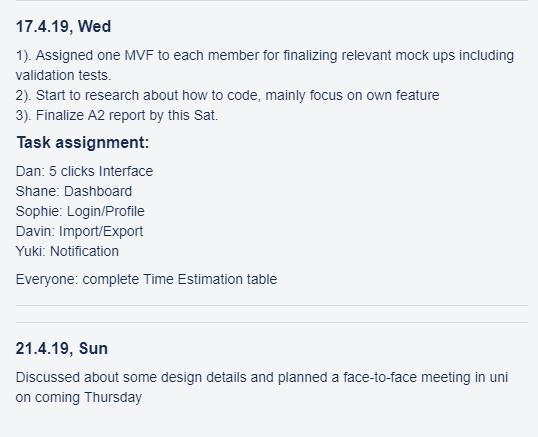 17.4.19, Wed
1). Assigned one MVF to each member for finalizing relevant mock ups including
validation tests.
2). Start to research about how to code, mainly focus on own feature
3). Finalize A2 report by this Sat.
Task assignment:
Dan: 5 clicks Interface
Shane: Dashboard
Sophie: Login/Profile
Davin: Import/Export
Yuki: Notification
Everyone: complete Time Estimation table
21.4.19, Sun
Discussed about some design details and planned a face-to-face meeting in uni
on coming Thursday